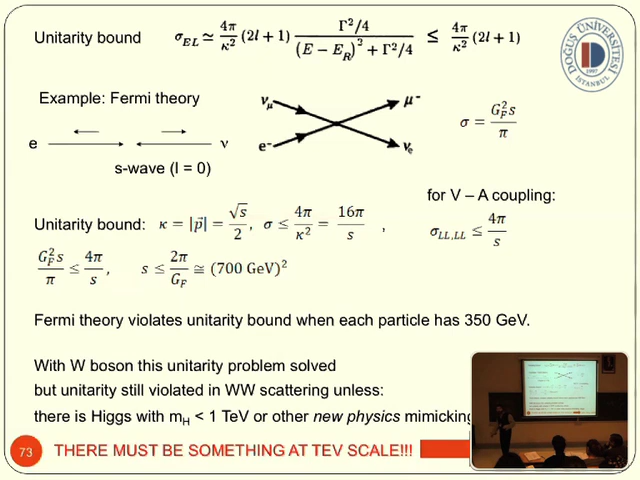 Unitarity bound σ_EL ≃ 4π/κ² (2l + 1) Γ²/4 / ((E − E_R)² + Γ²/4) ≤ 4π/κ² (2l + 1)
DOĞUŞ ÜNİVERSİTESİ
1997
İSTANBUL
Example: Fermi theory
ν_μ μ⁻
e⁻ ν_e
σ = G_F² s / π
e ν
s-wave (l = 0)
for V – A coupling:
Unitarity bound: κ = |p⃗| = √s/2, σ ≤ 4π/κ² = 16π/s , σ_LL,LL ≤ 4π/s
G_F² s/π ≤ 4π/s, s ≤ 2π/G_F ≅ (700 GeV)²
Fermi theory violates unitarity bound when each particle has 350 GeV.
With W boson this unitarity problem solved
but unitarity still violated in WW scattering unless:
there is Higgs with m_H < 1 TeV or other new physics mimicking
73 THERE MUST BE SOMETHING AT TEV SCALE!!!